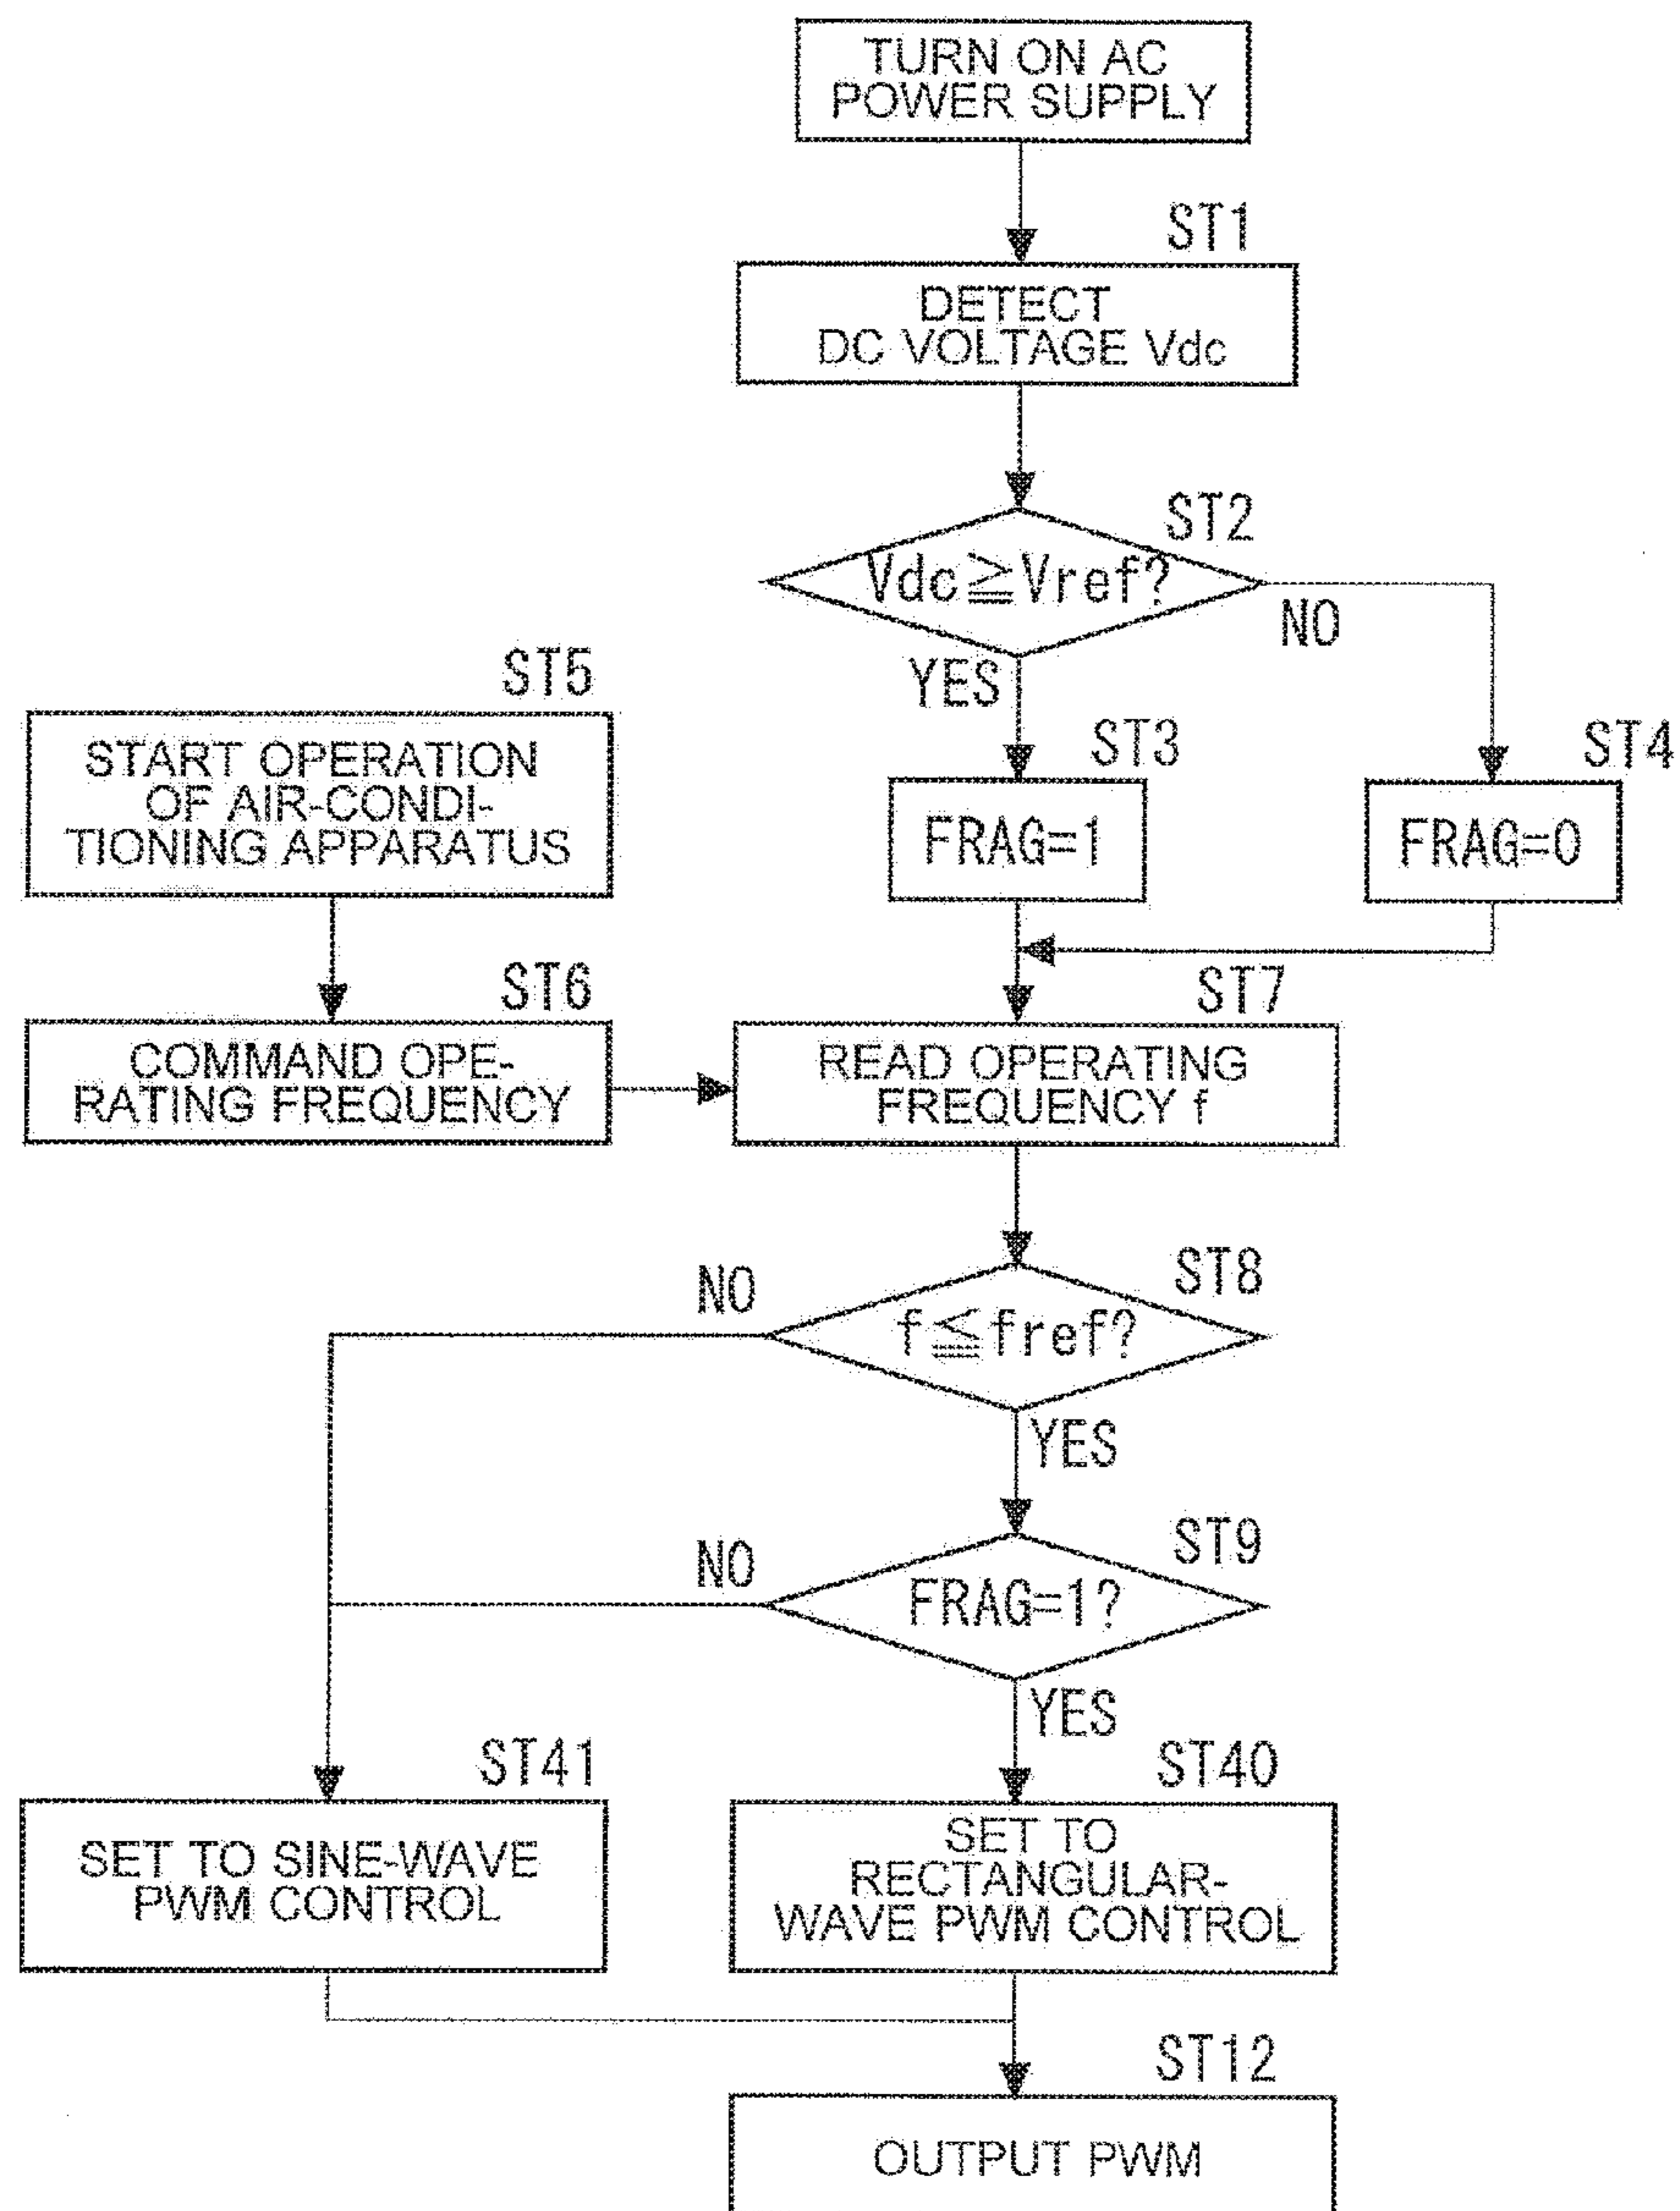 TURN ON AC
POWER SUPPLY
ST1
DETECT
DC VOLTAGE Vdc
ST2
Vdc≧Vref?
NO
YES
ST5
START OPERATION
OF AIR-CONDI-
TIONING APPARATUS
ST3
FRAG=1
ST4
FRAG=0
ST6
COMMAND OPE-
RATING FREQUENCY
ST7
READ OPERATING
FREQUENCY f
ST8
f≦fref?
NO
YES
ST9
FRAG=1?
NO
YES
ST41
SET TO SINE-WAVE
PWM CONTROL
ST40
SET TO
RECTANGULAR-
WAVE PWM CONTROL
ST12
OUTPUT PWM